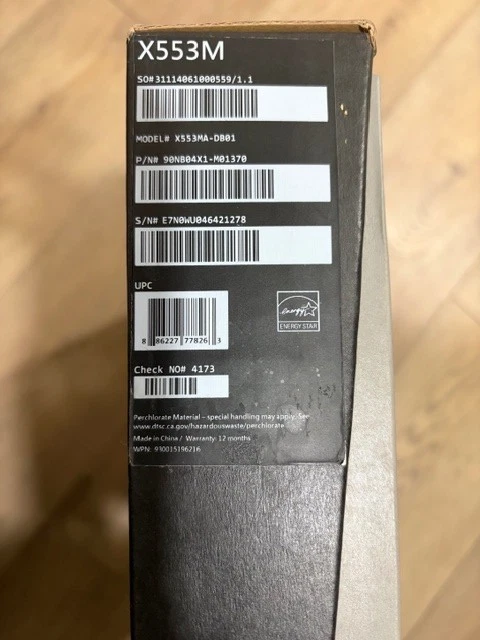 X553M
SO#31114061000559/1.1
MODEL# X553MA-DB01
P/N# 90NB04X1-M01370
S/N# E7N0WU046421278
UPC
8 86227 77826 3
energy
ENERGY STAR
Check NO# 4173
Perchlorate Material – special handling may apply. See
www.dtsc.ca.gov/hazardouswaste/perchlorate
Made in China / Warranty: 12 months
WPN: 930015196216